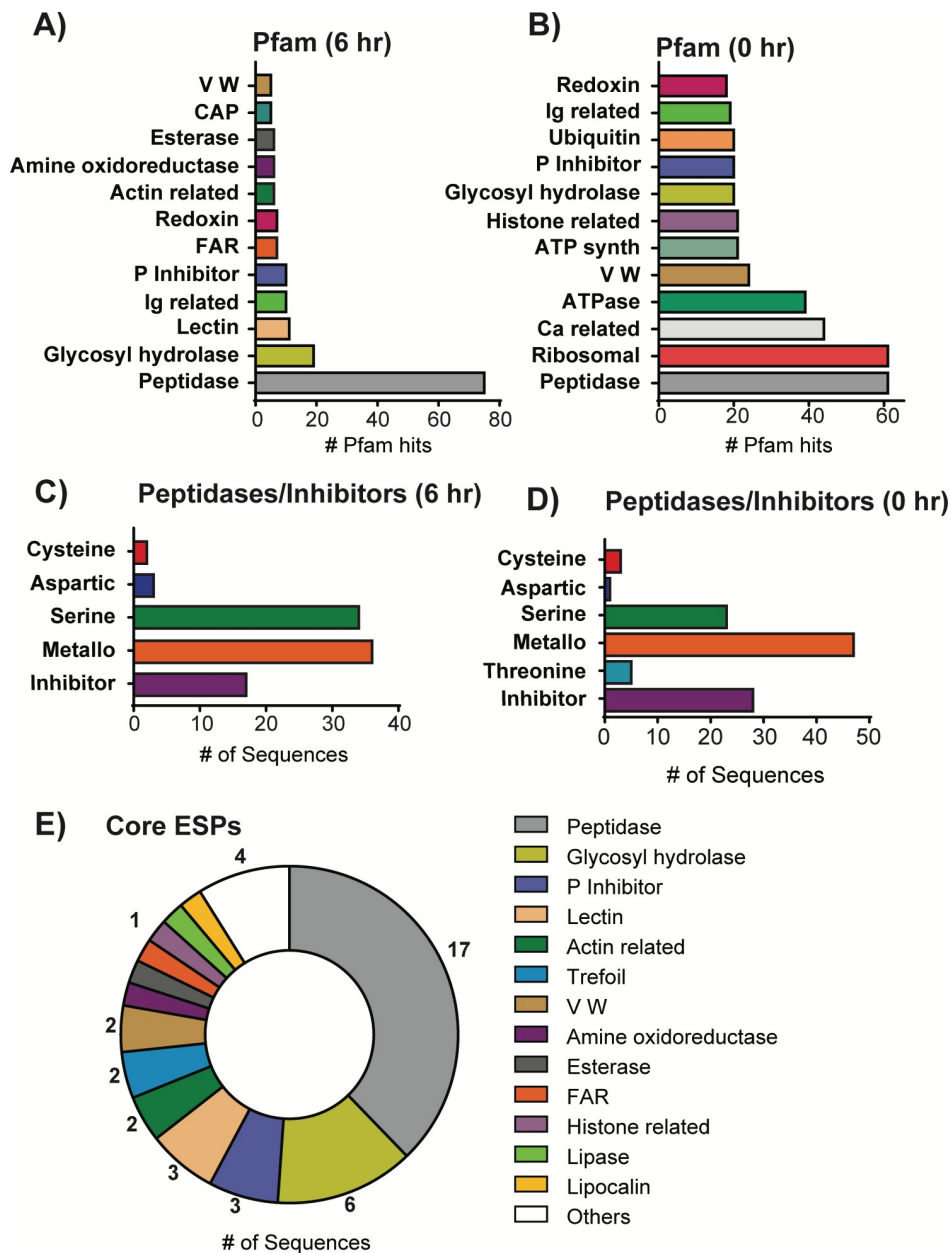 A)
Pfam (6 hr)
V W
CAP
Esterase
Amine oxidoreductase
Actin related
Redoxin
FAR
P Inhibitor
Ig related
Lectin
Glycosyl hydrolase
Peptidase
0 20 40 60 80
# Pfam hits
B)
Pfam (0 hr)
Redoxin
Ig related
Ubiquitin
P Inhibitor
Glycosyl hydrolase
Histone related
ATP synth
V W
ATPase
Ca related
Ribosomal
Peptidase
0 20 40 60
# Pfam hits
C)
Peptidases/Inhibitors (6 hr)
Cysteine
Aspartic
Serine
Metallo
Inhibitor
0 10 20 30 40
# of Sequences
D)
Peptidases/Inhibitors (0 hr)
Cysteine
Aspartic
Serine
Metallo
Threonine
Inhibitor
0 10 20 30 40 50
# of Sequences
E) Core ESPs
4
1
17
2
2
2
3
3
6
# of Sequences
Peptidase
Glycosyl hydrolase
P Inhibitor
Lectin
Actin related
Trefoil
V W
Amine oxidoreductase
Esterase
FAR
Histone related
Lipase
Lipocalin
Others